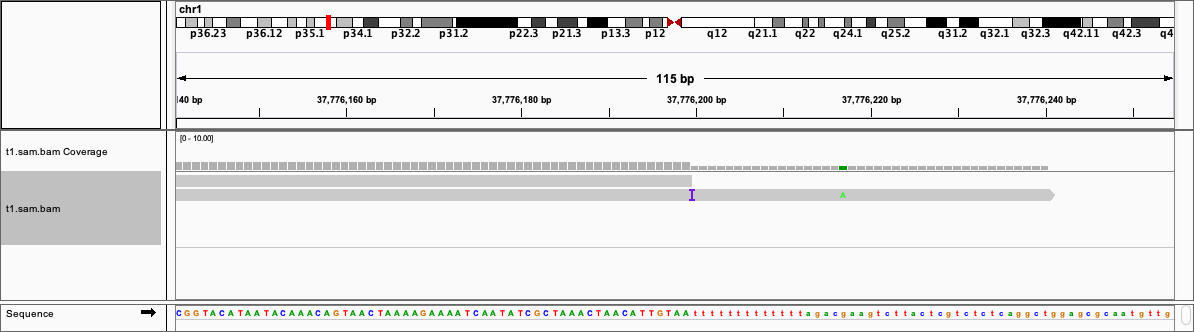 chr1
p36.23 p36.12 p35.1 p34.1 p32.2 p31.2 p22.3 p21.3 p13.3 p12 q12 q21.1 q22 q24.1 q25.2 q31.2 q32.1 q32.3 q42.11 q42.3 q4
115 bp
40 bp 37,776,160 bp 37,776,180 bp 37,776,200 bp 37,776,220 bp 37,776,240 bp
[0 - 10.00]
t1.sam.bam Coverage
A
t1.sam.bam
Sequence
CGGTACATAATACAAACAGTAACTAAAAGAAAATCAATATCGCTAAACTAACATTGTAAtttttttttttttagacgaagtcttactcgtctctcaggctggagcgcaatgttg